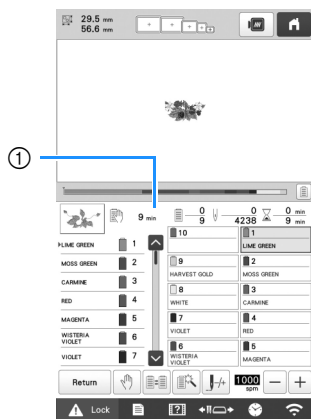 29.5 mm
56.6 mm
①
9 min
0
9
0
4238
0 min
9 min
LIME GREEN 1
MOSS GREEN 2
CARMINE 3
RED 4
MAGENTA 5
WISTERIA
VIOLET 6
VIOLET 7
10
1
LIME GREEN
9
HARVEST GOLD
2
MOSS GREEN
8
WHITE
3
CARMINE
7
VIOLET
4
RED
6
WISTERIA
VIOLET
5
MAGENTA
Return
1000
spm
- +
Lock
?